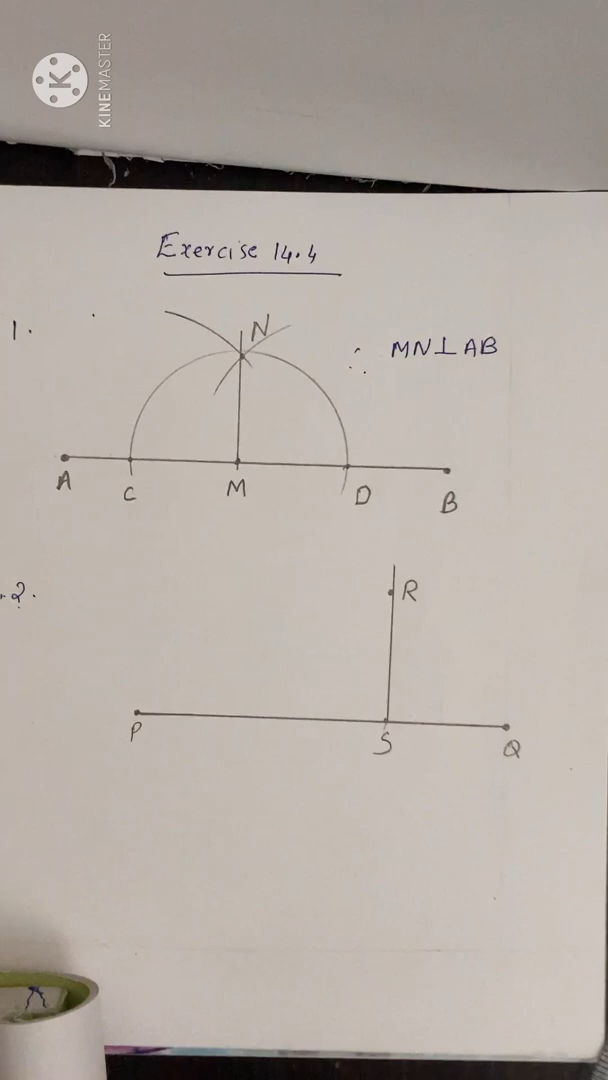 KINEMASTER
Exercise 14.4
1.
N
∴ MN⊥AB
A
C
M
D
B
2.
R
P
S
Q